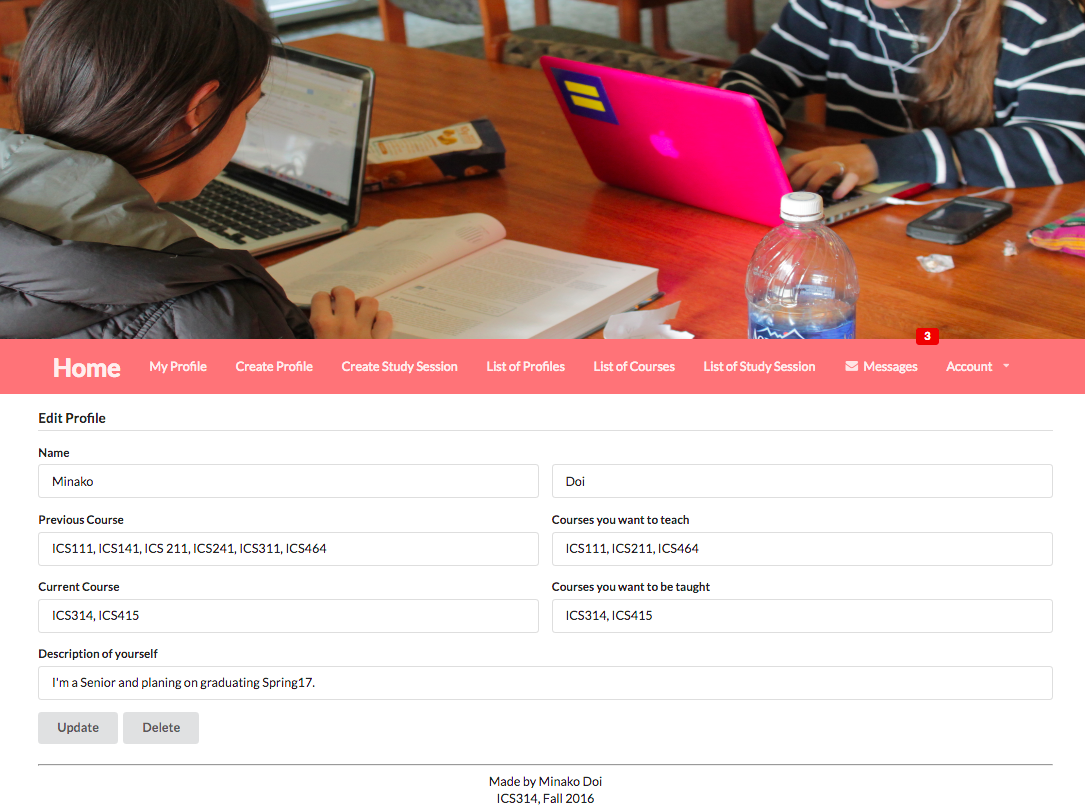 3
Home My Profile Create Profile Create Study Session List of Profiles List of Courses List of Study Session Messages Account
Edit Profile
Name
Minako Doi
Previous Course Courses you want to teach
ICS111, ICS141, ICS 211, ICS241, ICS311, ICS464 ICS111, ICS211, ICS464
Current Course Courses you want to be taught
ICS314, ICS415 ICS314, ICS415
Description of yourself
I'm a Senior and planing on graduating Spring17.
Update Delete
Made by Minako Doi
ICS314, Fall 2016